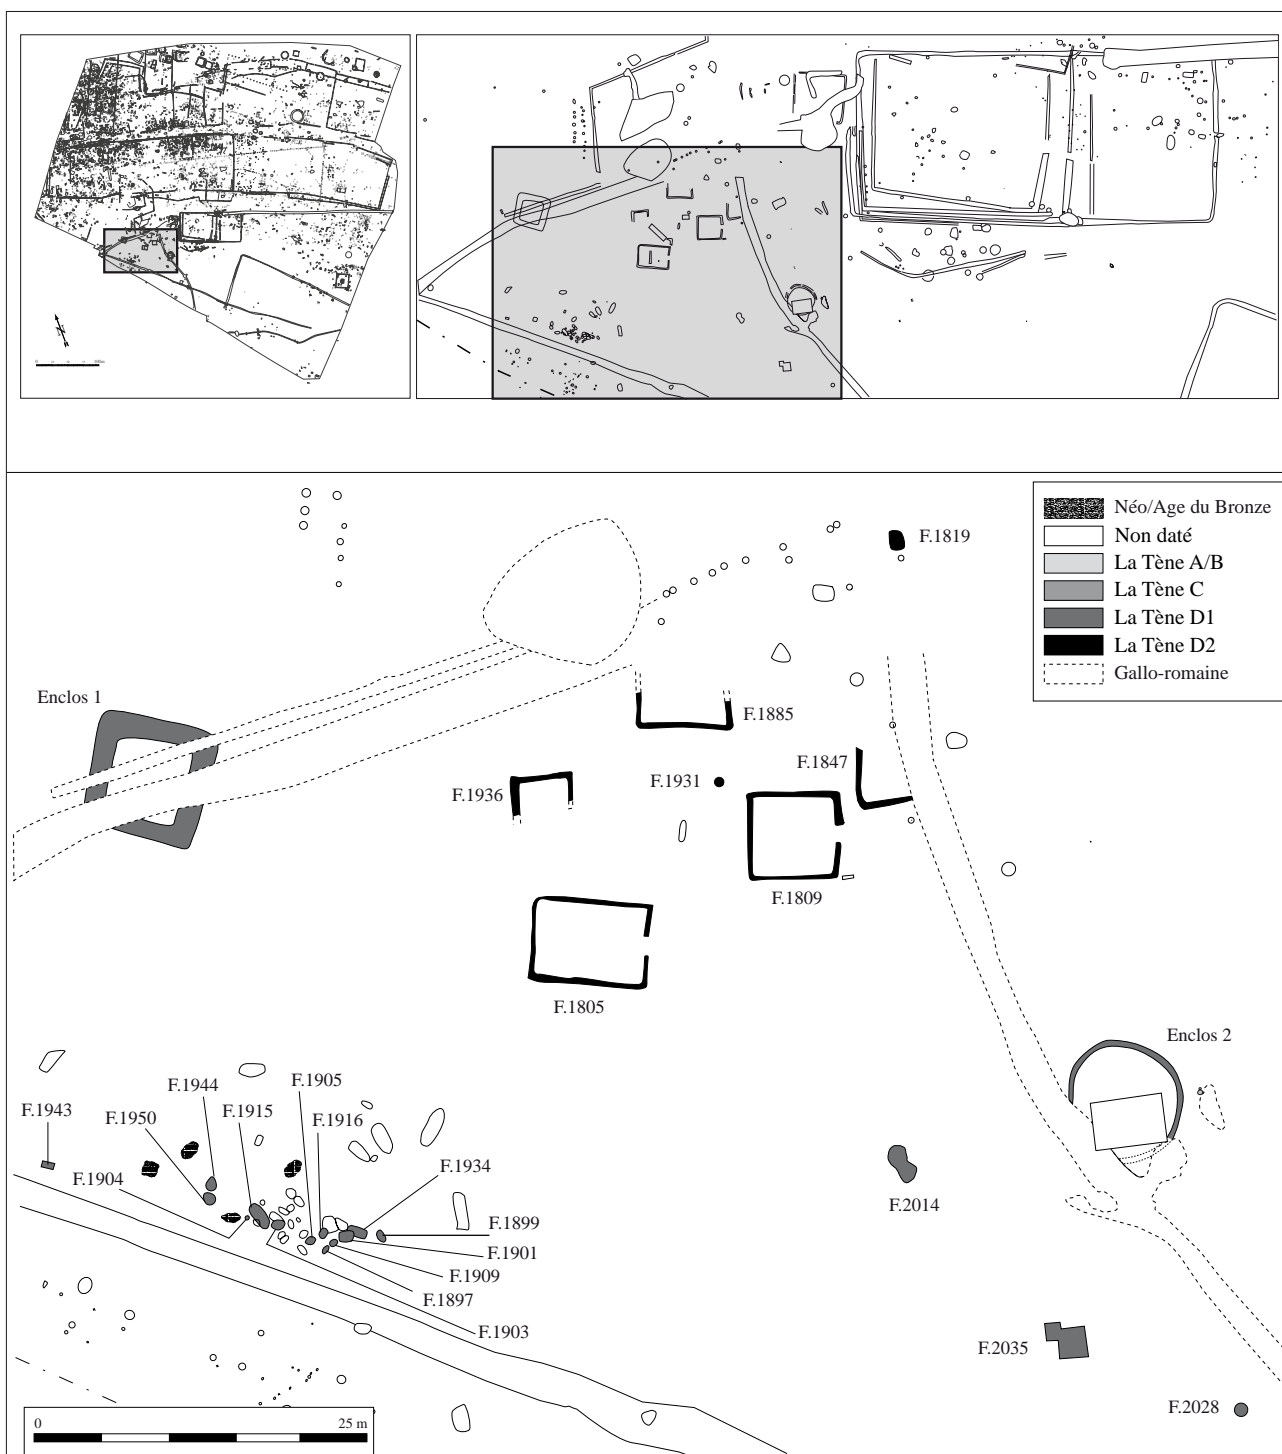 Néo/Age du Bronze
Non daté
La Tène A/B
La Tène C
La Tène D1
La Tène D2
Gallo-romaine
F.1819
Enclos 1
F.1885
F.1847
F.1931
F.1936
F.1809
F.1805
Enclos 2
F.1905
F.1944
F.1943
F.1915
F.1950
F.1916
F.1934
F.1904
F.2014
F.1899
F.1901
F.1909
F.1897
F.1903
F.2035
F.2028
0 25 m